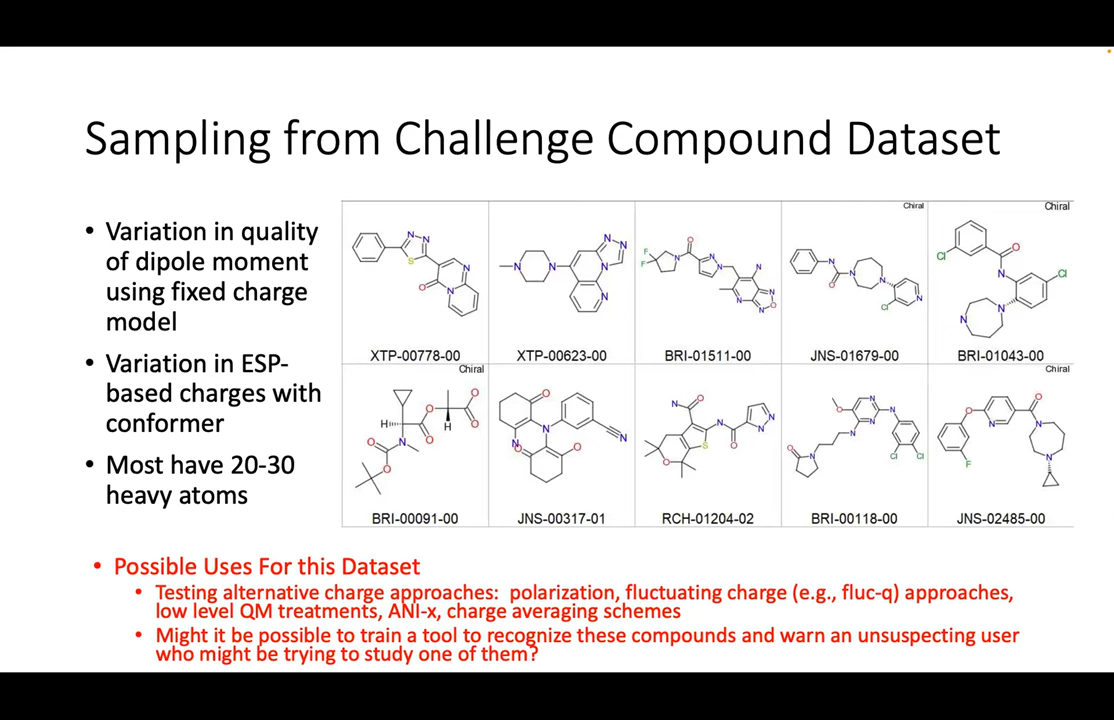 Sampling from Challenge Compound Dataset
• Variation in quality
of dipole moment
using fixed charge
model
• Variation in ESP-
based charges with
conformer
• Most have 20-30
heavy atoms
Chiral
Chiral
XTP-00778-00
XTP-00623-00
BRI-01511-00
JNS-01679-00
BRI-01043-00
Chiral
Chiral
BRI-00091-00
JNS-00317-01
RCH-01204-02
BRI-00118-00
JNS-02485-00
• Possible Uses For this Dataset
• Testing alternative charge approaches: polarization, fluctuating charge (e.g., fluc-q) approaches,
low level QM treatments, ANI-x, charge averaging schemes
• Might it be possible to train a tool to recognize these compounds and warn an unsuspecting user
who might be trying to study one of them?